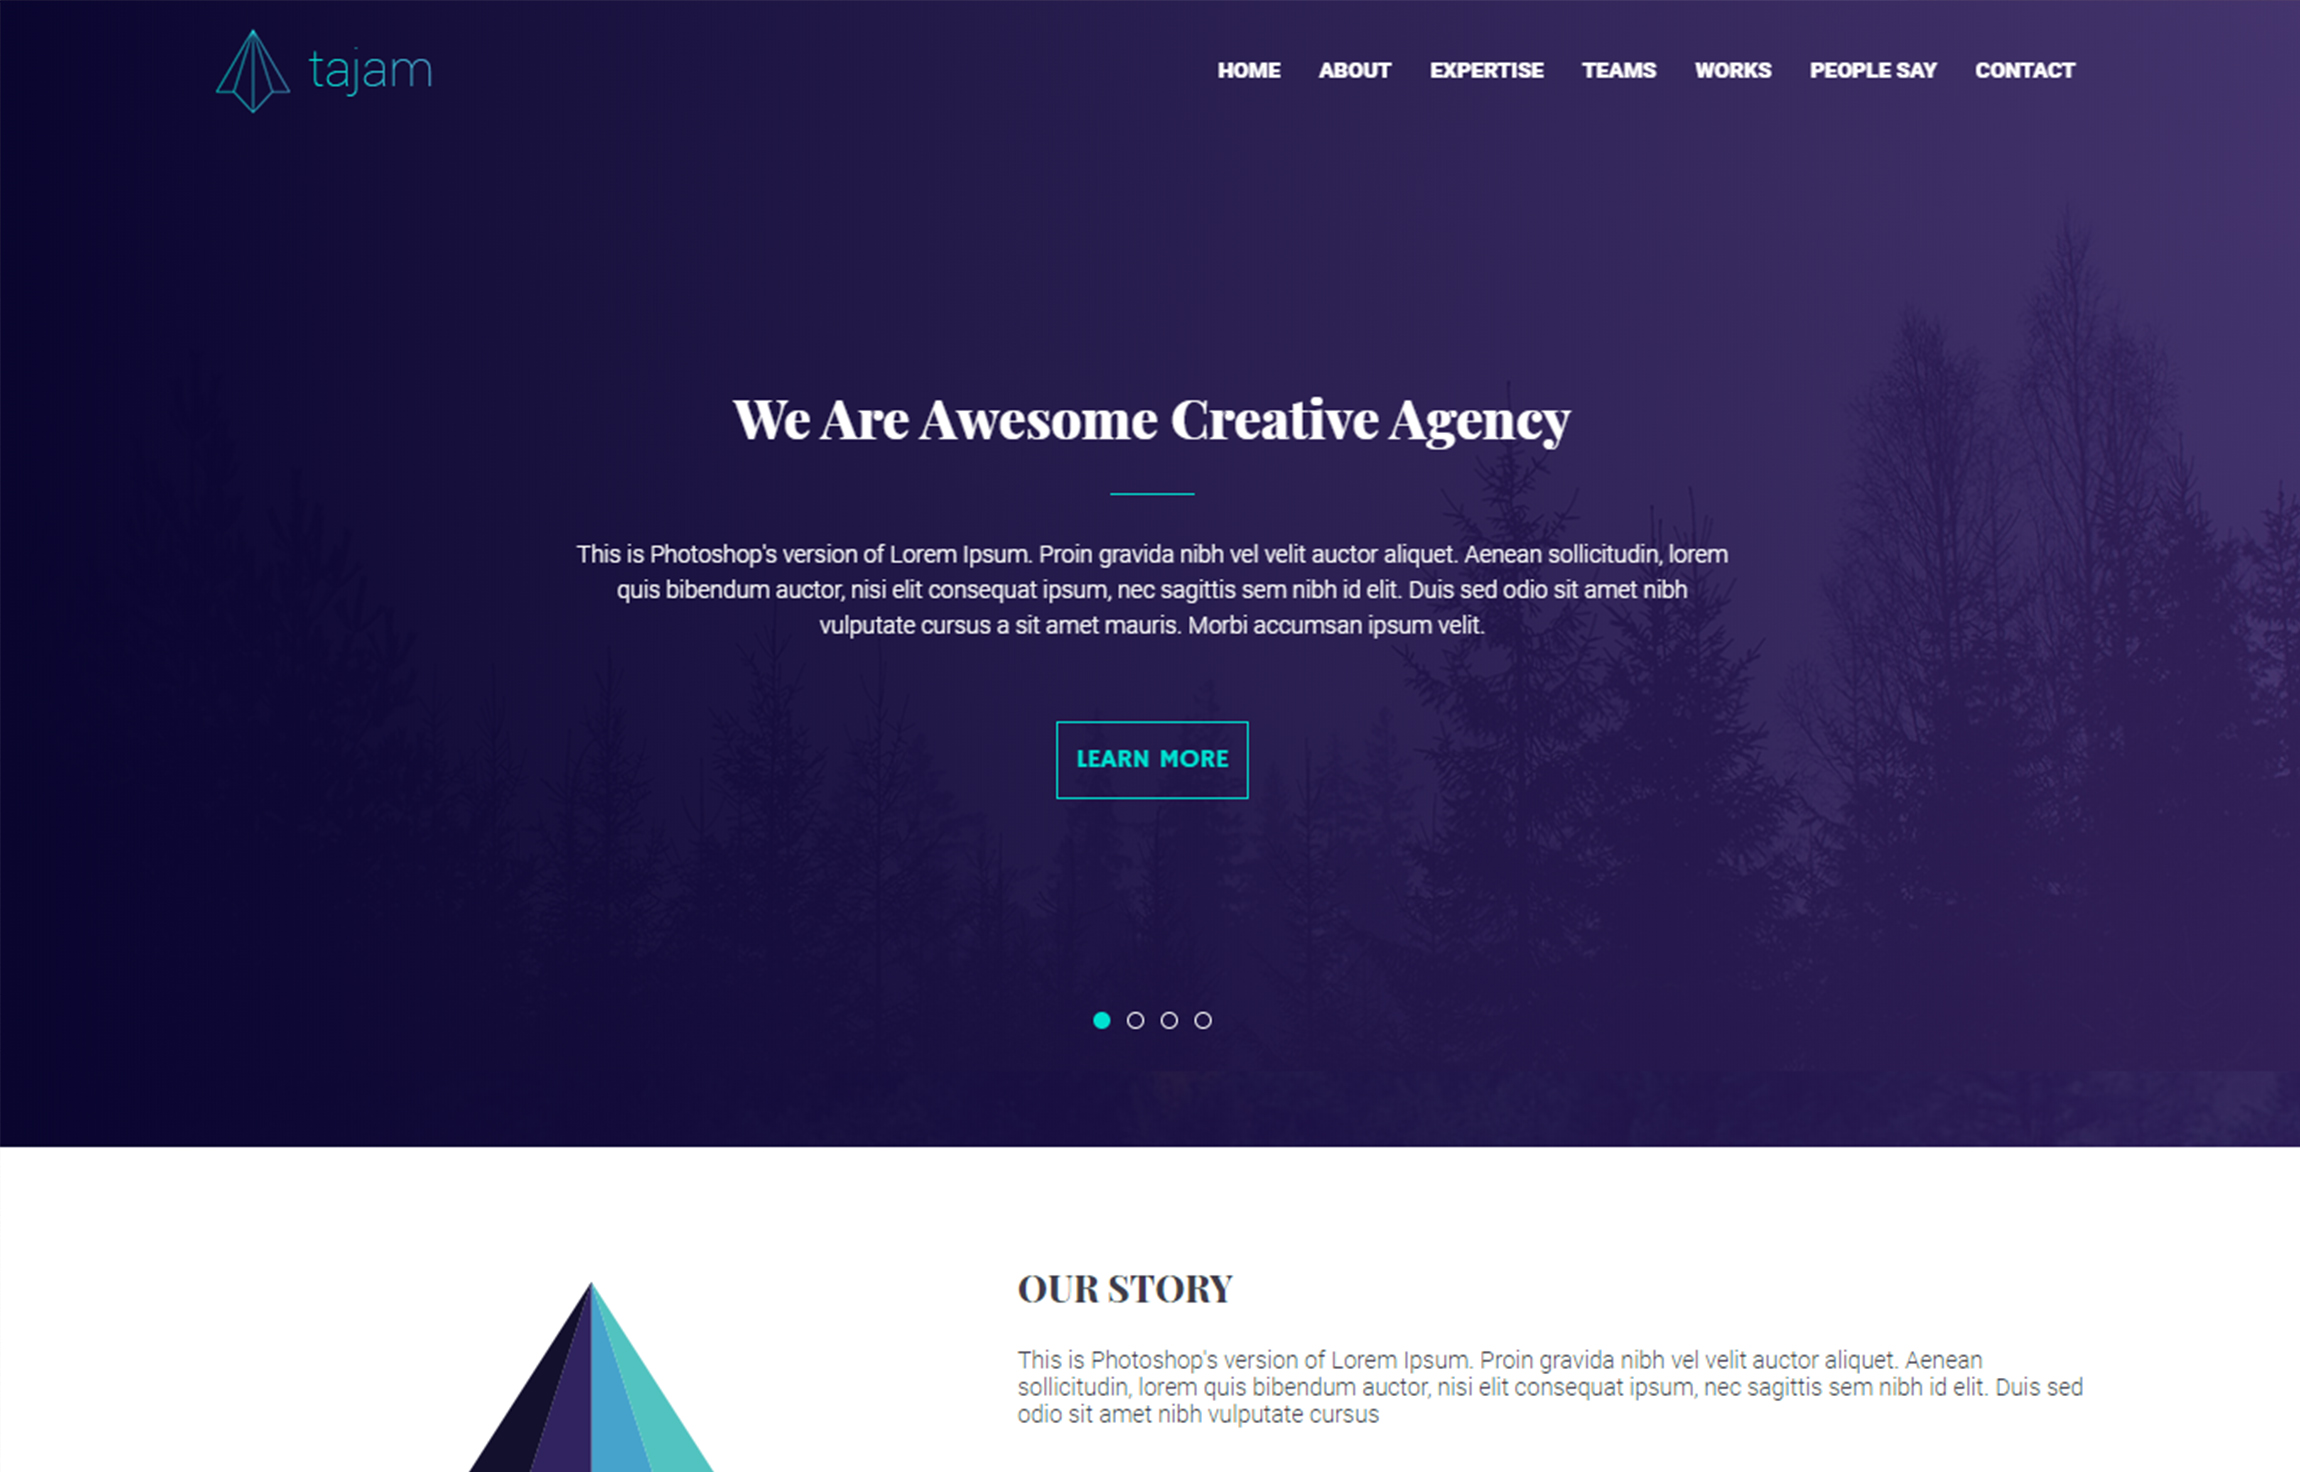 tajam
HOME ABOUT EXPERTISE TEAMS WORKS PEOPLE SAY CONTACT
We Are Awesome Creative Agency
This is Photoshop's version of Lorem Ipsum. Proin gravida nibh vel velit auctor aliquet. Aenean sollicitudin, lorem
quis bibendum auctor, nisi elit consequat ipsum, nec sagittis sem nibh id elit. Duis sed odio sit amet nibh
vulputate cursus a sit amet mauris. Morbi accumsan ipsum velit.
LEARN MORE
OUR STORY
This is Photoshop's version of Lorem Ipsum. Proin gravida nibh vel velit auctor aliquet. Aenean
sollicitudin, lorem quis bibendum auctor, nisi elit consequat ipsum, nec sagittis sem nibh id elit. Duis sed
odio sit amet nibh vulputate cursus